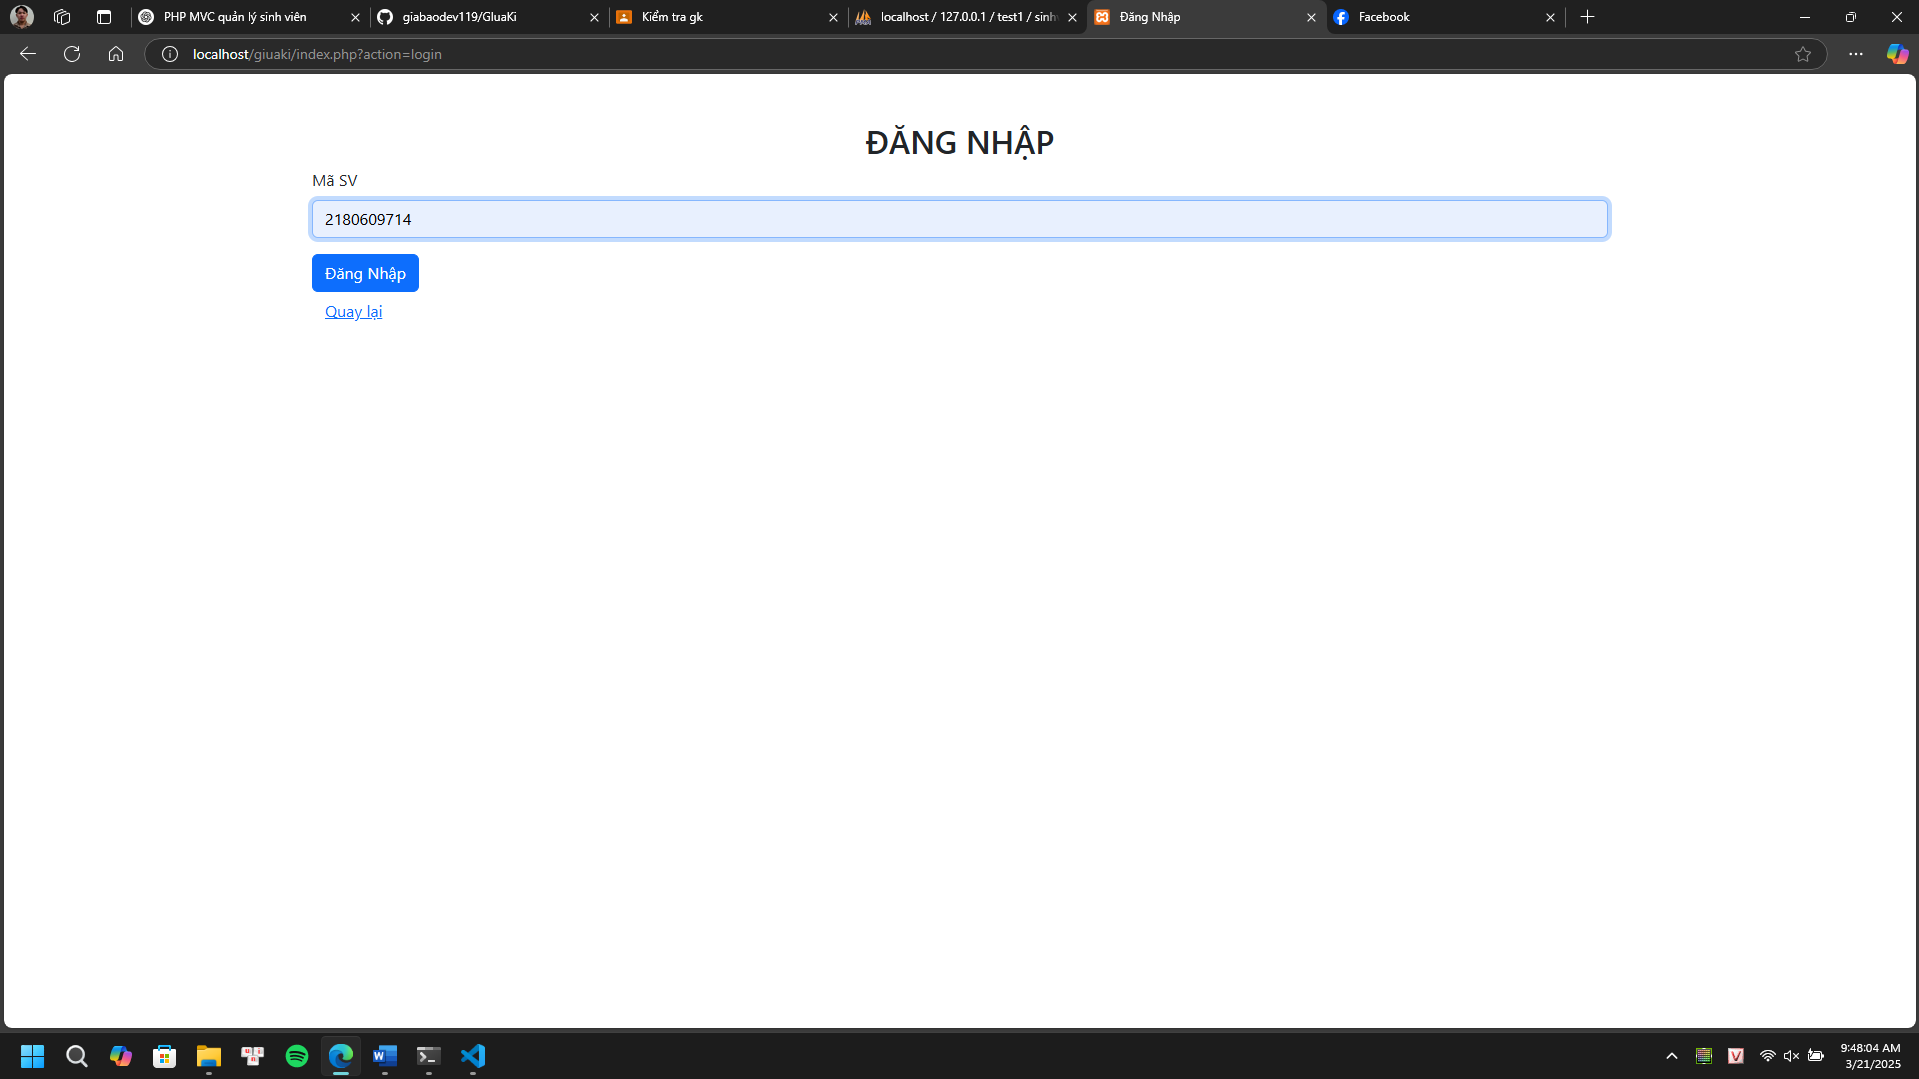 PHP MVC quản lý sinh viên
giabaodev119/GluaKi
Kiểm tra gk
localhost / 127.0.0.1 / test1 / sinh
Đăng Nhập
Facebook
localhost/giuaki/index.php?action=login
ĐĂNG NHẬP
Mã SV
2180609714
Đăng Nhập
Quay lại
9:48:04 AM
3/21/2025